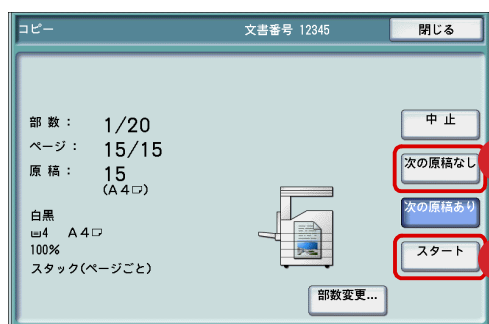 コピー 文書番号 12345 閉じる
部 数： 1/20
ページ： 15/15
原 稿： 15
(A4▭)
白黒
4 A4▭
100%
スタック(ページごと)
中 止
次の原稿なし
次の原稿あり
スタート
部数変更...